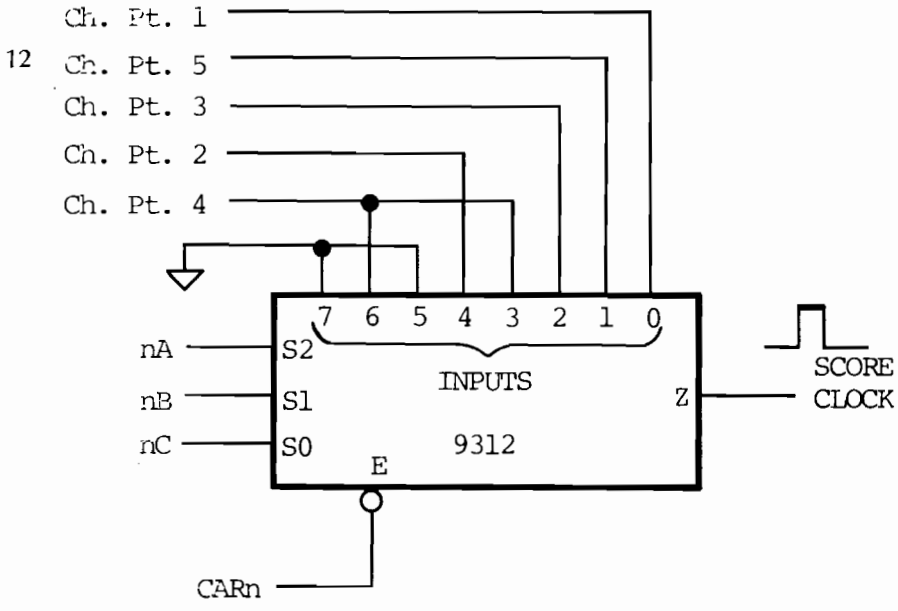 Ch. Pt. 1
12 Ch. Pt. 5
Ch. Pt. 3
Ch. Pt. 2
Ch. Pt. 4
7 6 5 4 3 2 1 0
nA S2
INPUTS
SCORE
nB S1 Z CLOCK
nC S0 9312
E
CARn